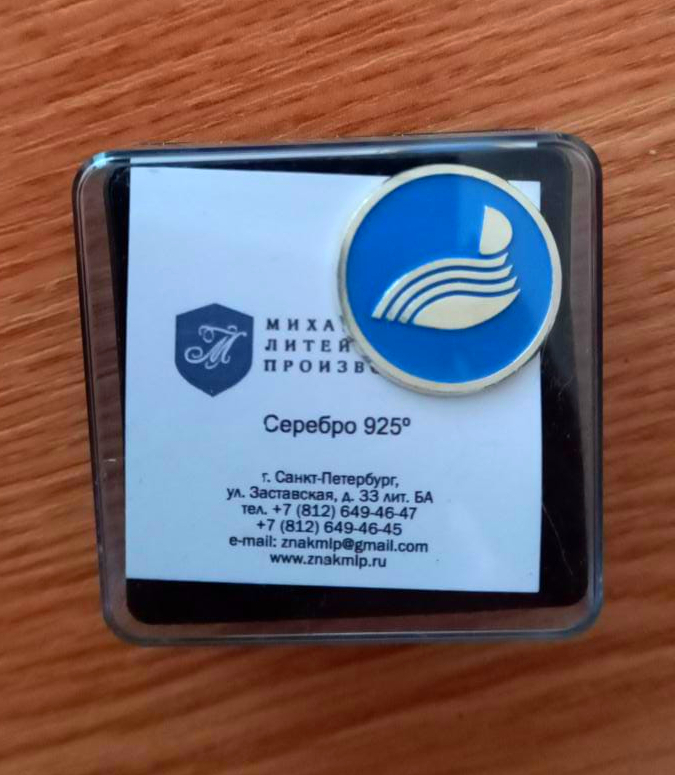 М
МИХА
ЛИТЕЙ
ПРОИЗВО
Серебро 925º
г. Санкт-Петербург,
ул. Заставская, д. 33 лит. БА
тел. +7 (812) 649-46-47
+7 (812) 649-46-45
e-mail: znakmlp@gmail.com
www.znakmlp.ru